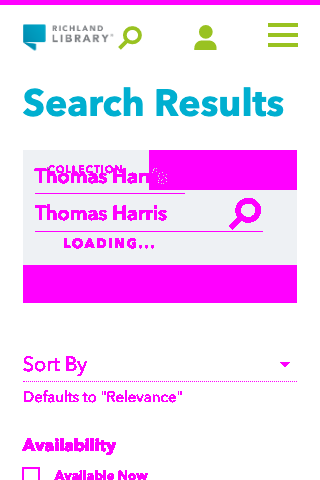 RICHLAND
LIBRARY
Search Results
COLLECTION
Thomas Harris
Thomas Harris
LOADING...
Sort By
Defaults to "Relevance"
Availability
Available Now